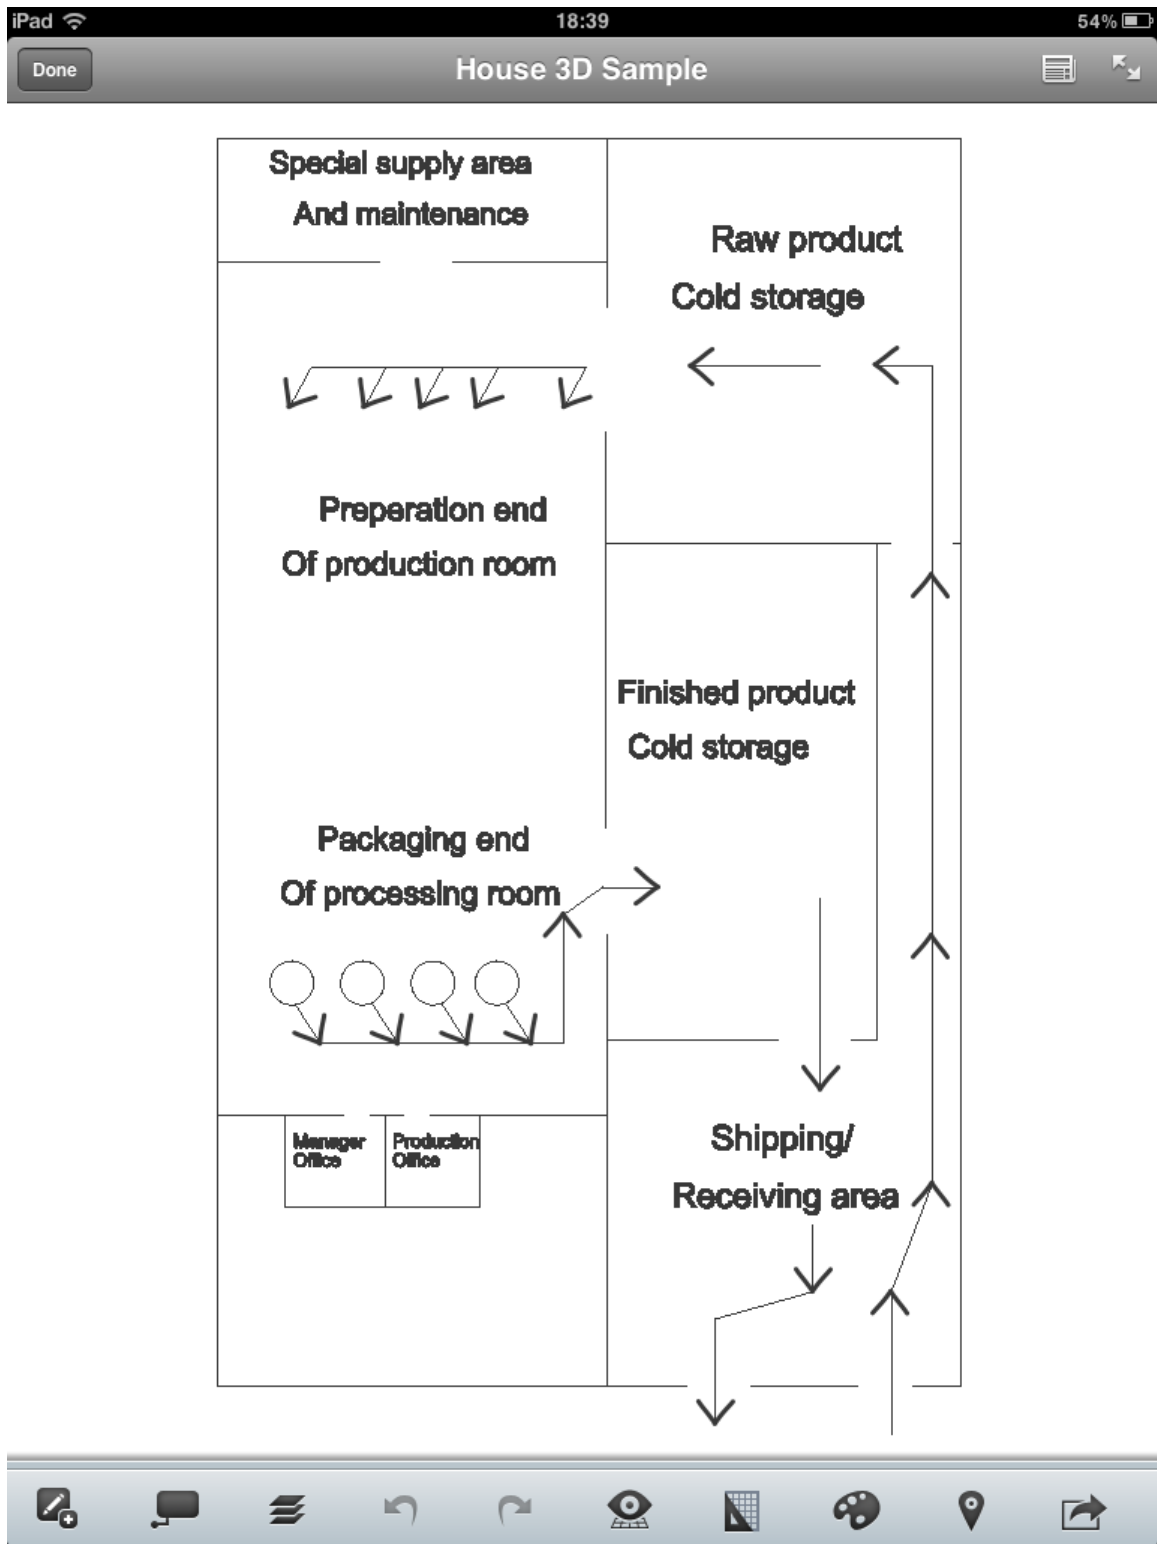 iPad
18:39
54%
Done
House 3D Sample
Special supply area
And maintenance
Raw product
Cold storage
Preperation end
Of production room
Finished product
Cold storage
Packaging end
Of processing room
Manager
Office
Production
Office
Shipping/
Receiving area